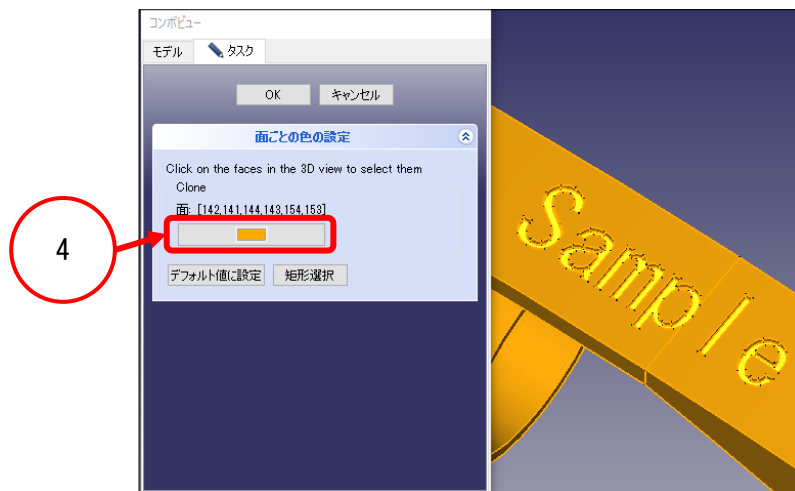 コンボビュー
モデル
タスク
OK
キャンセル
面ごとの色の設定
Click on the faces in the 3D view to select them
Clone
面: [142,141,144,143,154,153]
4
デフォルト値に設定
矩形選択
Sample